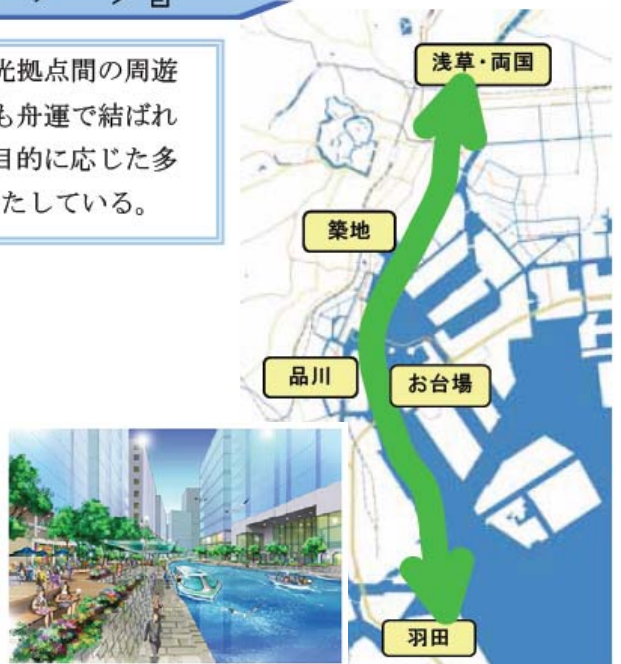 光拠点間の周遊
も舟運で結ばれ
目的に応じた多
たしている。
浅草・両国
築地
品川
お台場
羽田